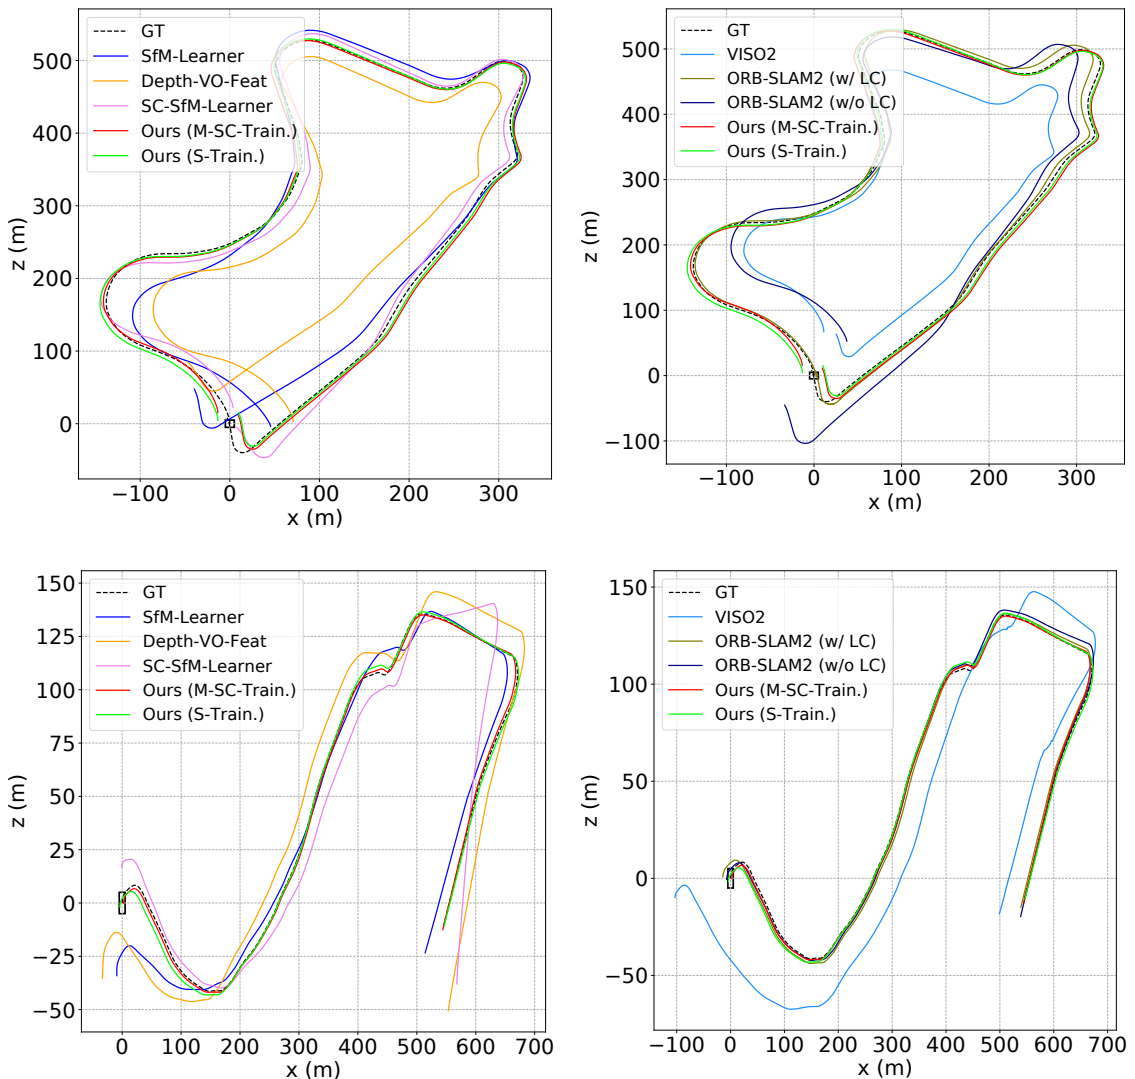 GT
SfM-Learner
Depth-VO-Feat
SC-SfM-Learner
Ours (M-SC-Train.)
Ours (S-Train.)
500
400
300
200
100
0
z (m)
−100 0 100 200 300
x (m)
GT
VISO2
ORB-SLAM2 (w/ LC)
ORB-SLAM2 (w/o LC)
Ours (M-SC-Train.)
Ours (S-Train.)
500
400
300
200
100
0
−100
z (m)
−100 0 100 200 300
x (m)
GT
SfM-Learner
Depth-VO-Feat
SC-SfM-Learner
Ours (M-SC-Train.)
Ours (S-Train.)
150
125
100
75
50
25
0
−25
−50
z (m)
0 100 200 300 400 500 600 700
x (m)
GT
VISO2
ORB-SLAM2 (w/ LC)
ORB-SLAM2 (w/o LC)
Ours (M-SC-Train.)
Ours (S-Train.)
150
100
50
0
−50
z (m)
−100 0 100 200 300 400 500 600 700
x (m)